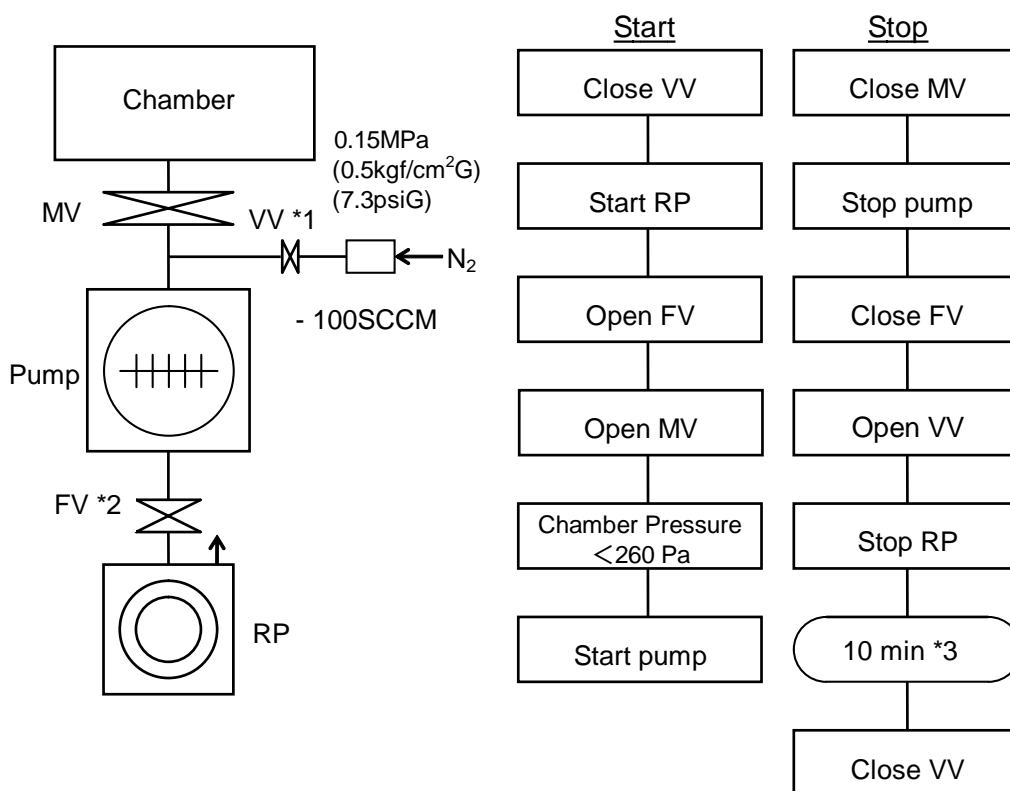 Chamber
0.15MPa
(0.5kgf/cm²G)
(7.3psiG)
MV
VV *1
N₂
- 100SCCM
Pump
FV *2
RP
Start
Close VV
Start RP
Open FV
Open MV
Chamber Pressure
<260 Pa
Start pump
Stop
Close MV
Stop pump
Close FV
Open VV
Stop RP
10 min *3
Close VV